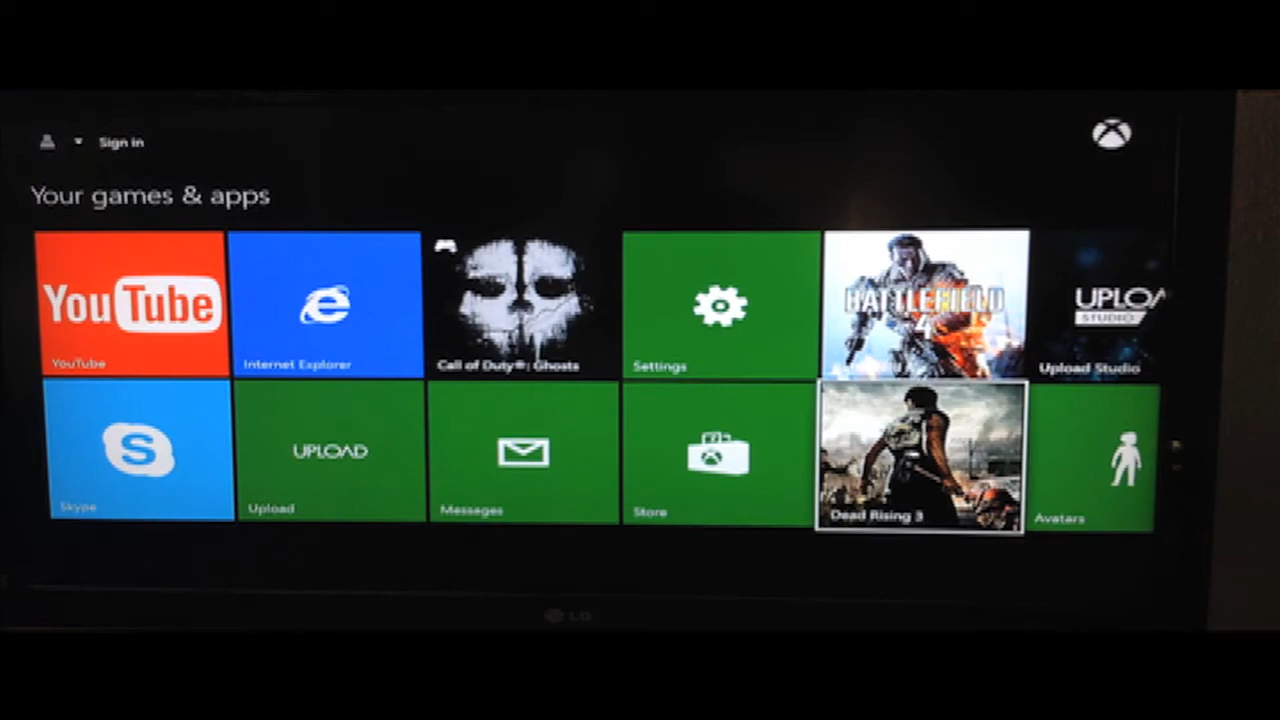 Sign in
Your games & apps
YouTube
YouTube
Internet Explorer
Call of Duty®: Ghosts
Settings
BATTLEFIELD
4
UPLOA
STUDIO
Upload Studio
Skype
UPLOAD
Upload
Messages
Store
Dead Rising 3
Avatars
LG